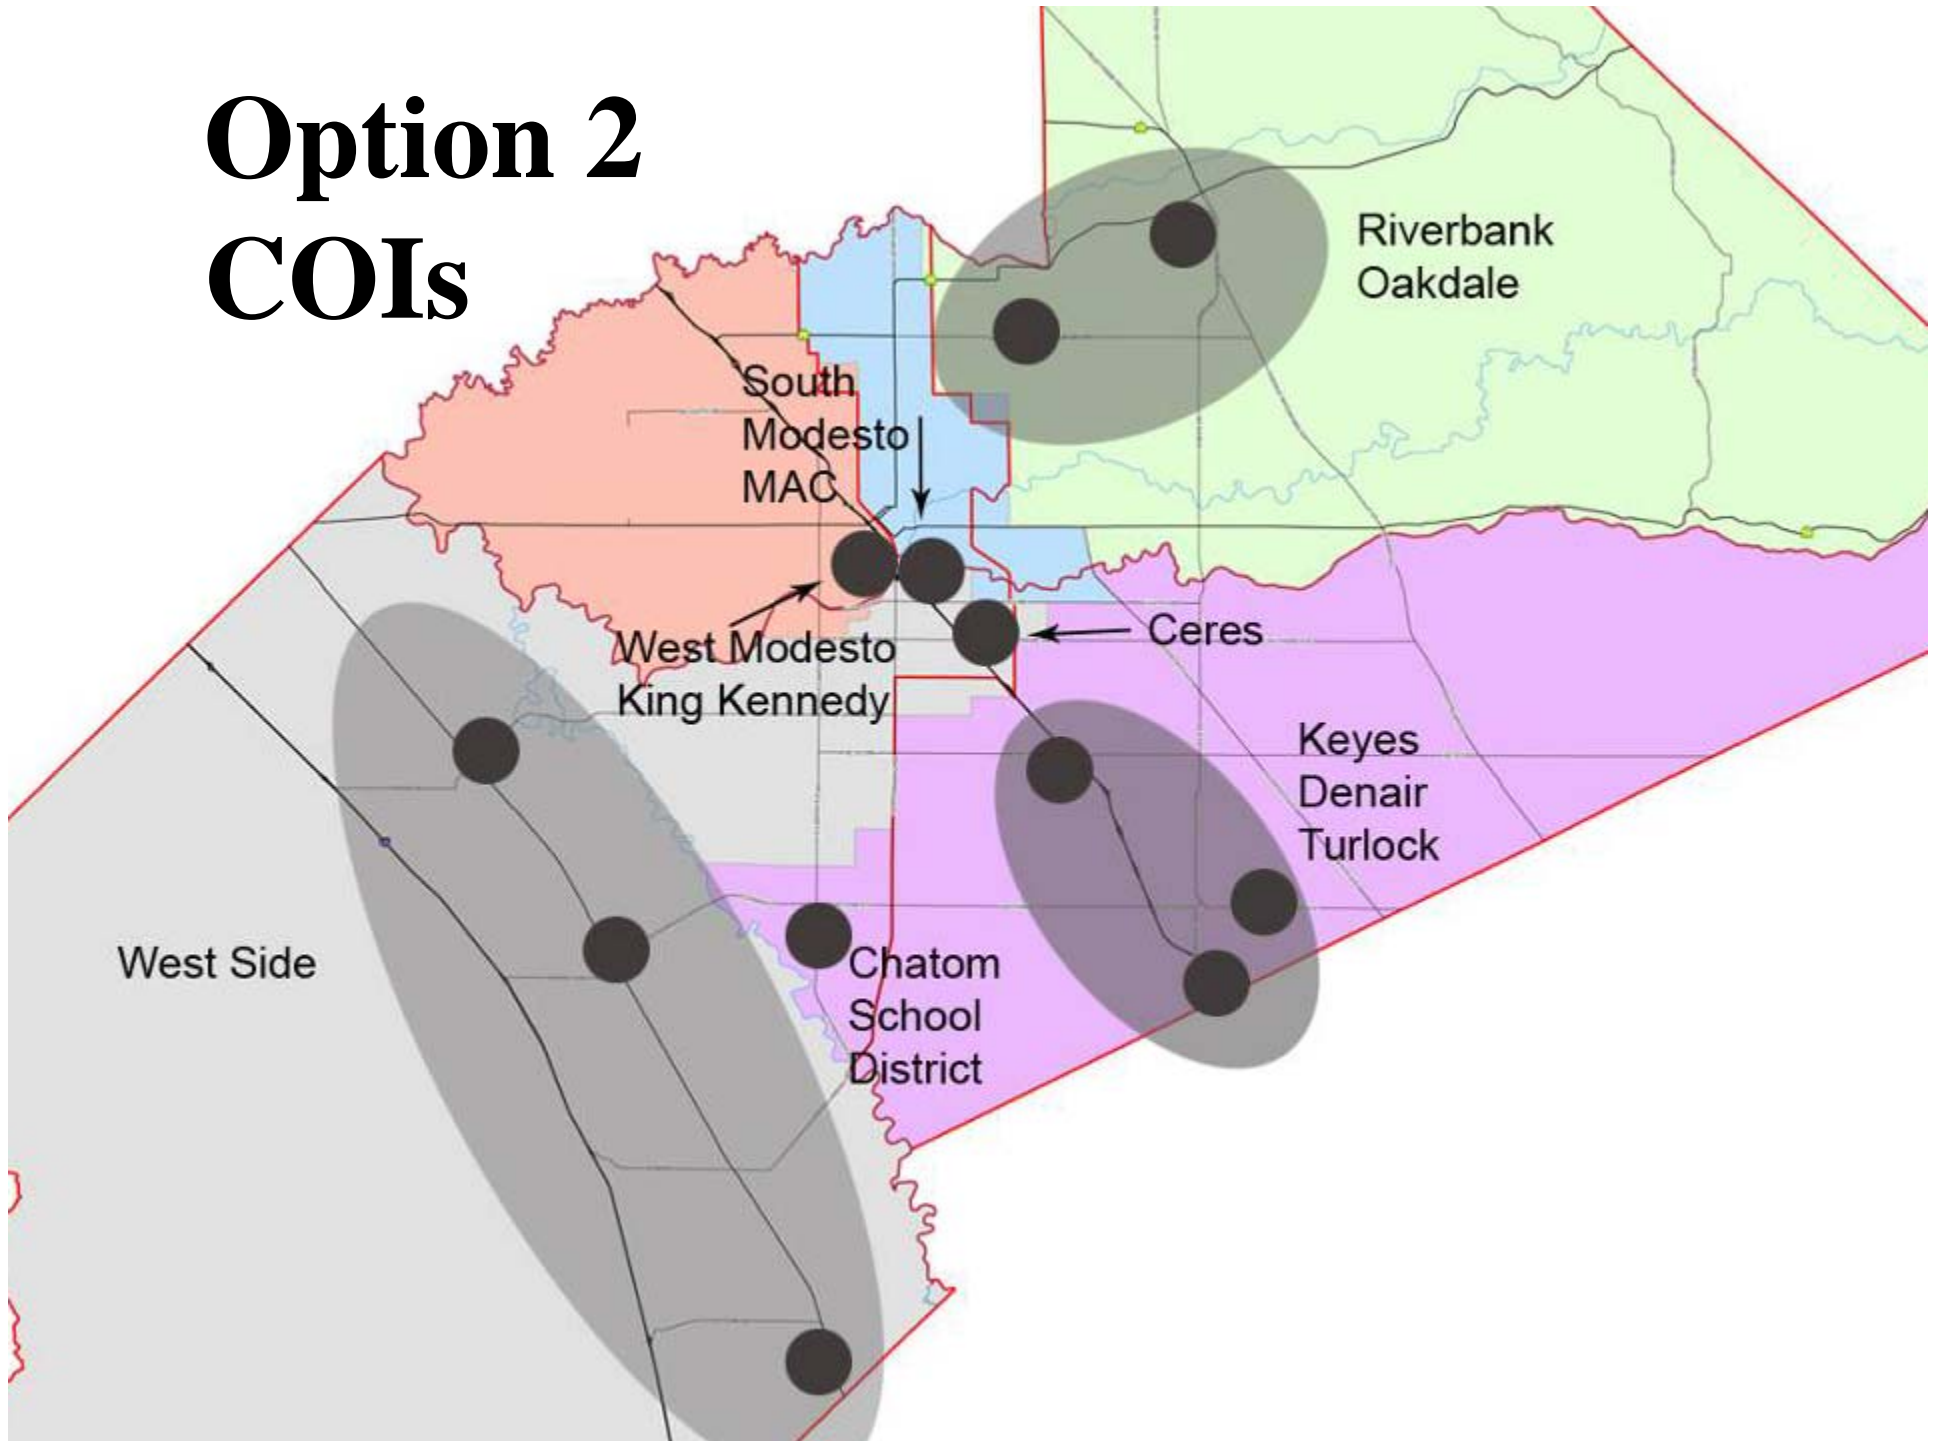 Option 2
COIs
Riverbank
Oakdale
South
Modesto
MAC
West Modesto
King Kennedy
Ceres
Keyes
Denair
Turlock
West Side
Chatom
School
District